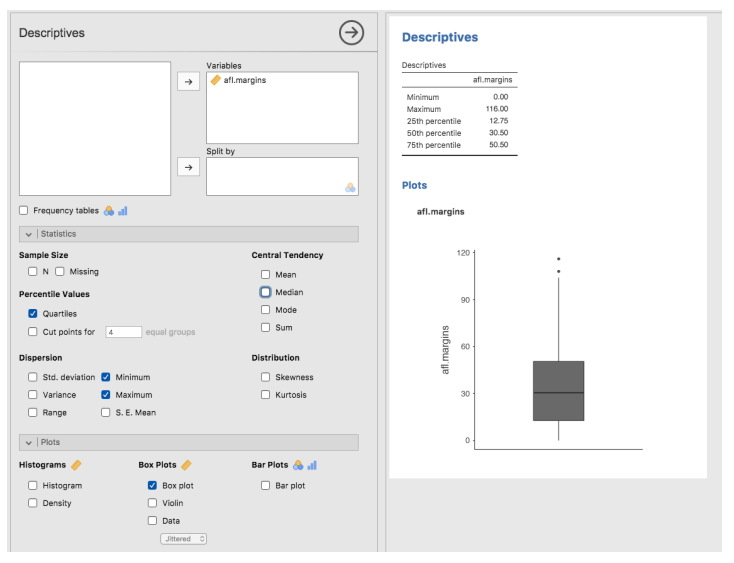 Descriptives
Variables
afl.margins
Split by
Frequency tables
Statistics
Sample Size
N Missing
Percentile Values
Quartiles
Cut points for 4 equal groups
Central Tendency
Mean
Median
Mode
Sum
Dispersion
Std. deviation Minimum
Variance Maximum
Range S. E. Mean
Distribution
Skewness
Kurtosis
Plots
Histograms
Histogram
Density
Box Plots
Box plot
Violin
Data
Jittered
Bar Plots
Bar plot
Descriptives
Descriptives
afl.margins
Minimum 0.00
Maximum 116.00
25th percentile 12.75
50th percentile 30.50
75th percentile 50.50
Plots
afl.margins
120
90
60
30
0
afl.margins